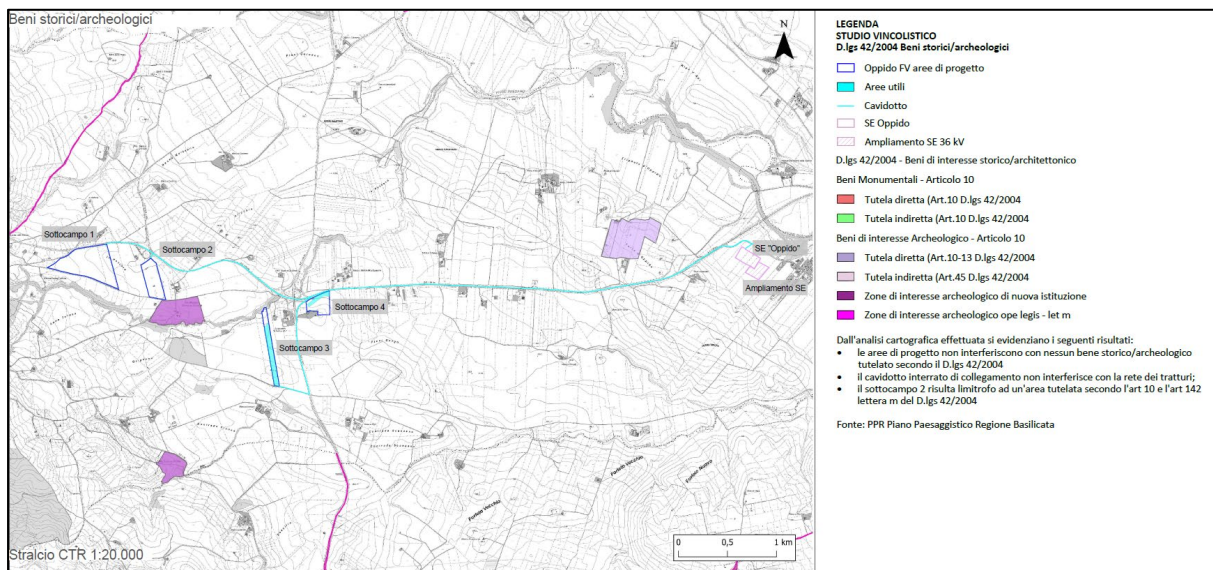 Beni storici/archeologici
N
Sottocampo 1
Sottocampo 2
SE "Oppido"
Ampliamento SE
Sottocampo 4
Sottocampo 3
Forleto Vecchio
Forleto Nuovo
Forleto Vecchio
Stralcio CTR 1:20.000
0 0,5 1 km
LEGENDA
STUDIO VINCOLISTICO
D.lgs 42/2004 Beni storici/archeologici
Oppido FV aree di progetto
Aree utili
Cavidotto
SE Oppido
Ampliamento SE 36 kV
D.lgs 42/2004 - Beni di interesse storico/architettonico
Beni Monumentali - Articolo 10
Tutela diretta (Art.10 D.lgs 42/2004
Tutela indiretta (Art.10 D.lgs 42/2004
Beni di interesse Archeologico - Articolo 10
Tutela diretta (Art.10-13 D.lgs 42/2004
Tutela indiretta (Art.45 D.lgs 42/2004
Zone di interesse archeologico di nuova istituzione
Zone di interesse archeologico ope legis - let m
Dall'analisi cartografica effettuata si evidenziano i seguenti risultati:
• le aree di progetto non interferiscono con nessun bene storico/archeologico
tutelato secondo il D.lgs 42/2004
• il cavidotto interrato di collegamento non interferisce con la rete dei tratturi;
• il sottocampo 2 risulta limitrofo ad un'area tutelata secondo l'art 10 e l'art 142
lettera m del D.lgs 42/2004
Fonte: PPR Piano Paesaggistico Regione Basilicata